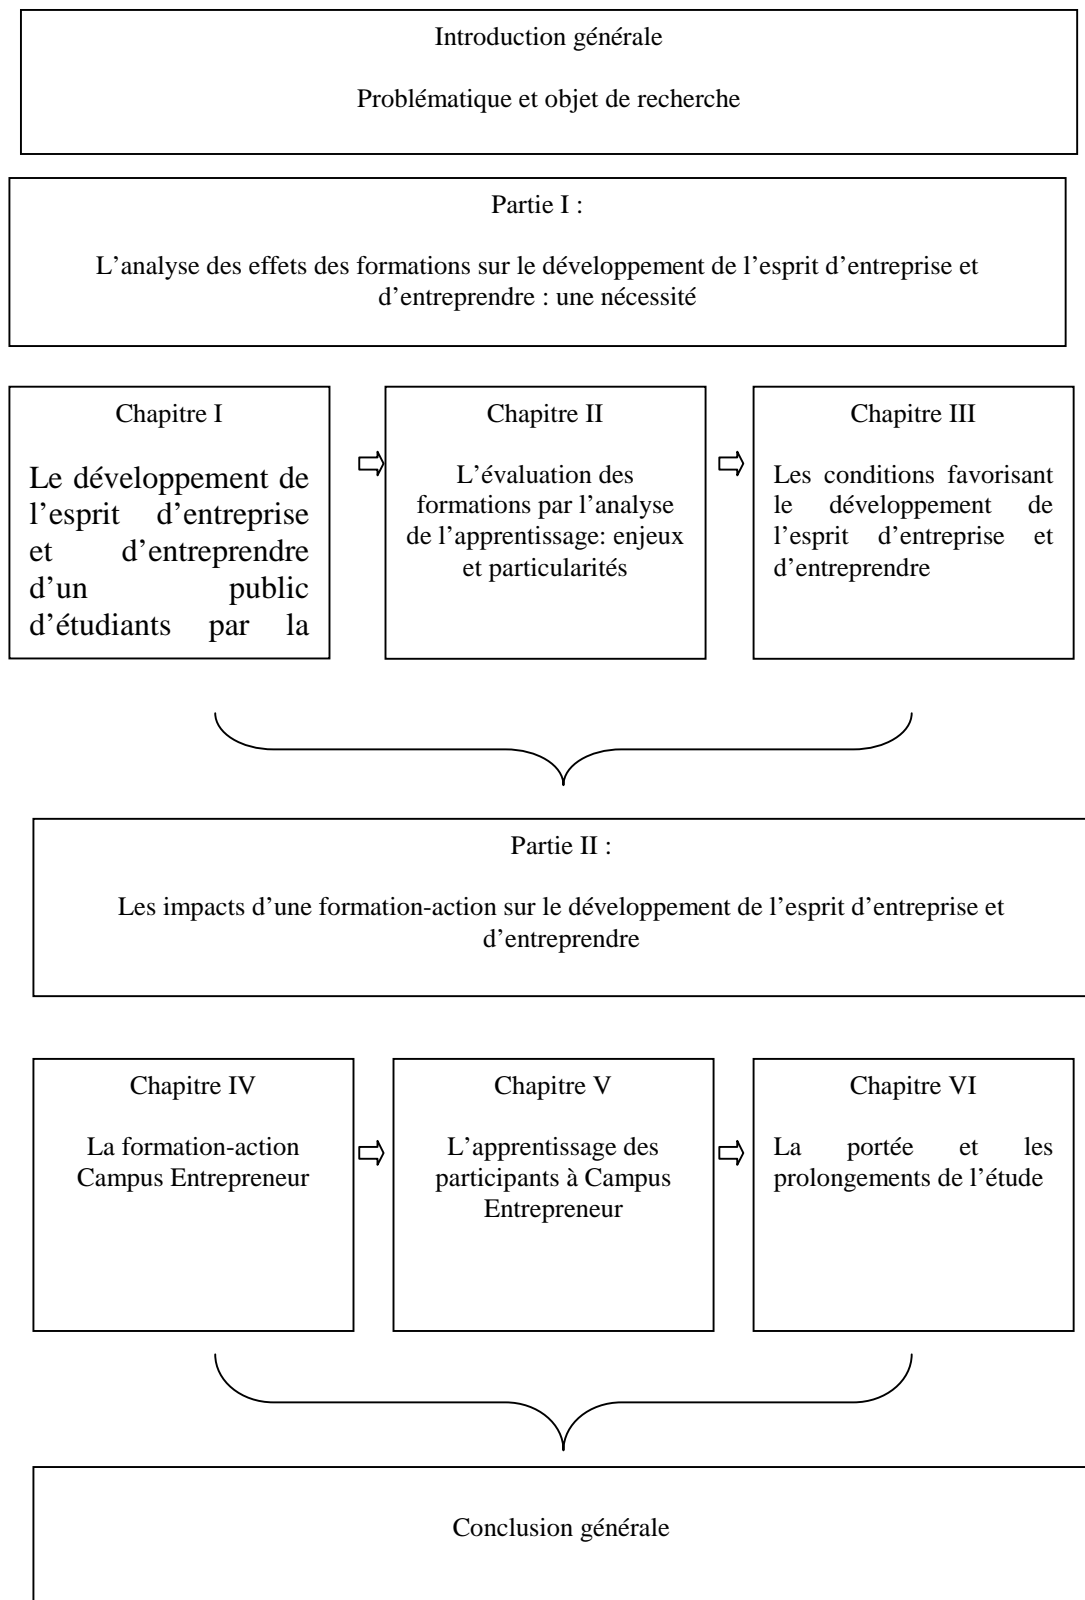 Introduction générale
Problématique et objet de recherche
Partie I :
L’analyse des effets des formations sur le développement de l’esprit d’entreprise et
d’entreprendre : une nécessité
Chapitre I
Le développement de
l’esprit d’entreprise
et d’entreprendre
d’un public
d’étudiants par la
Chapitre II
L’évaluation des
formations par l’analyse
de l’apprentissage: enjeux
et particularités
Chapitre III
Les conditions favorisant
le développement de
l’esprit d’entreprise et
d’entreprendre
Partie II :
Les impacts d’une formation-action sur le développement de l’esprit d’entreprise et
d’entreprendre
Chapitre IV
La formation-action
Campus Entrepreneur
Chapitre V
L’apprentissage des
participants à Campus
Entrepreneur
Chapitre VI
La portée et les
prolongements de l’étude
Conclusion générale